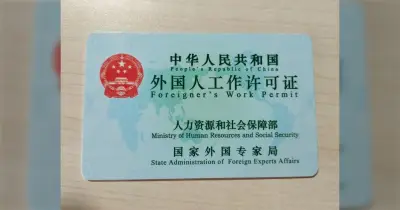 中华人民共和国
People's Republic of China
外国人工作许可证
Foreigner's Work Permit
人力资源和社会保障部
Ministry of Human Resources and Social Security
国家外国专家局
State Administration of Foreign Experts Affairs